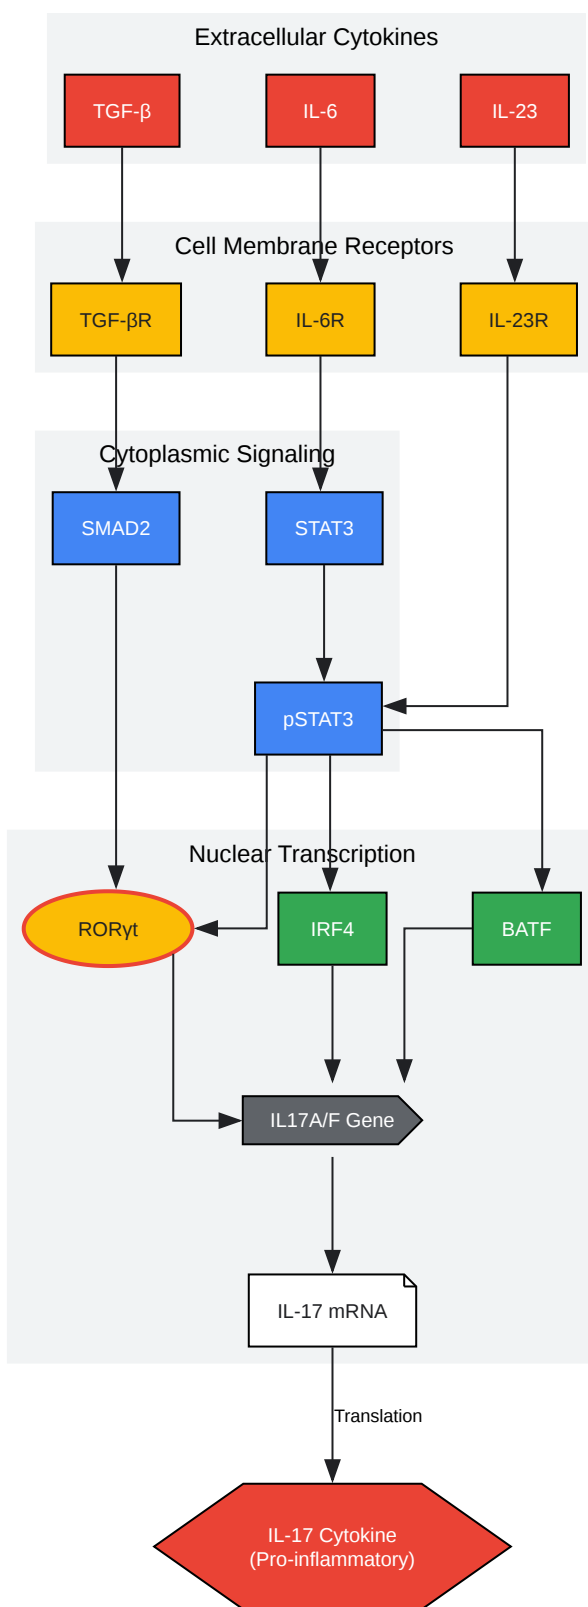 Extracellular Cytokines
TGF-β
IL-6
IL-23
Cell Membrane Receptors
TGF-βR
IL-6R
IL-23R
Cytoplasmic Signaling
SMAD2
STAT3
pSTAT3
Nuclear Transcription
RORγt
IRF4
BATF
IL17A/F Gene
IL-17 mRNA
Translation
IL-17 Cytokine
(Pro-inflammatory)